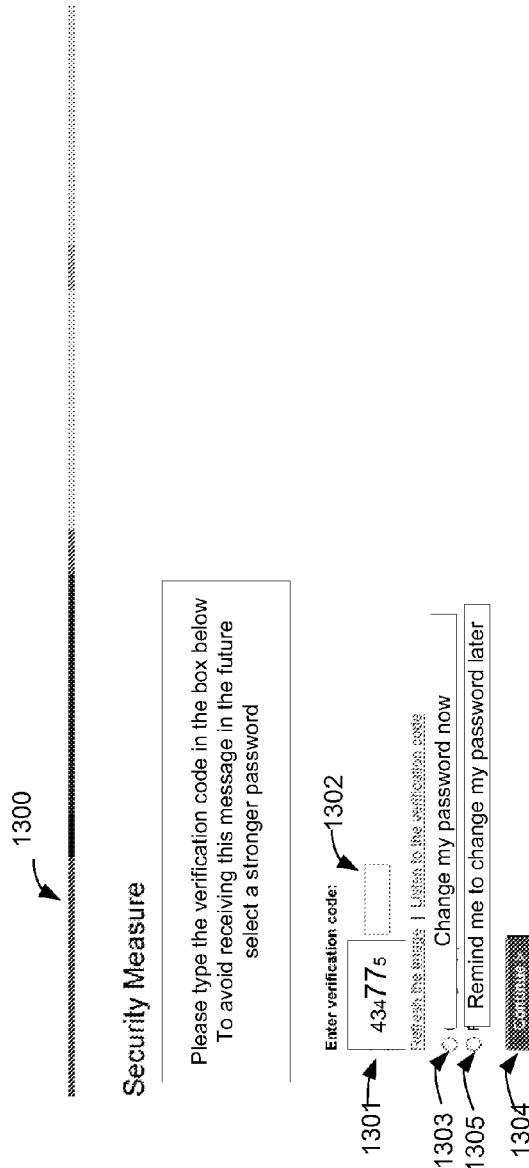 1300
Security Measure
Please type the verification code in the box below
To avoid receiving this message in the future
select a stronger password
Enter verification code:
1302
1301
434775
Refresh the image | Listen to the verification code
1303
Change my password now
1305
Remind me to change my password later
1304
Continue >